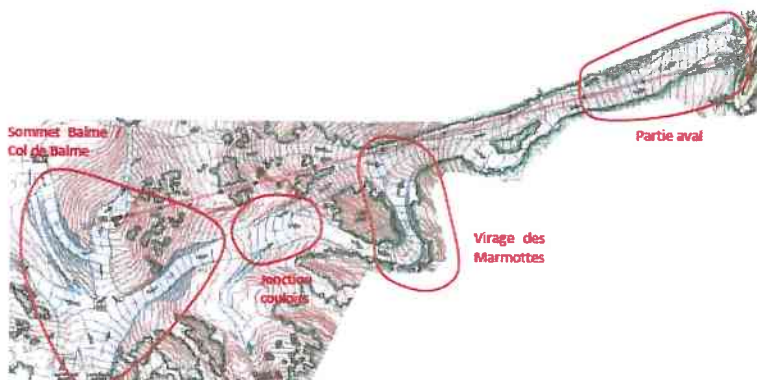 Sommet Balme /
Col de Balme
Partie aval
Virage des
Marmottes
Jonction
couloirs